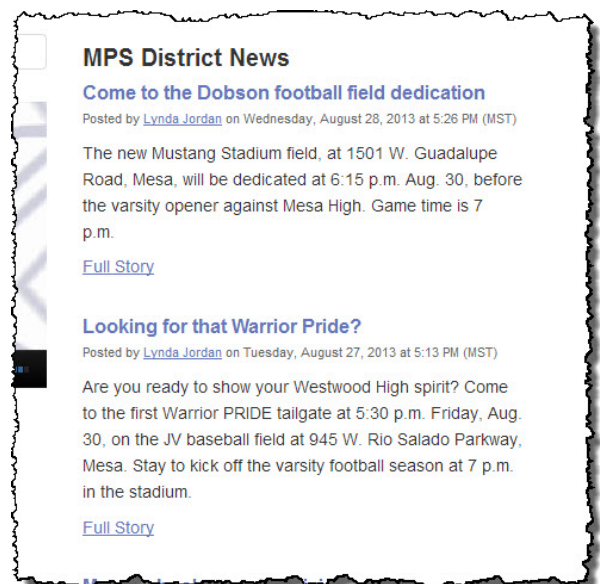 MPS District News
Come to the Dobson football field dedication
Posted by Lynda Jordan on Wednesday, August 28, 2013 at 5:26 PM (MST)
The new Mustang Stadium field, at 1501 W. Guadalupe
Road, Mesa, will be dedicated at 6:15 p.m. Aug. 30, before
the varsity opener against Mesa High. Game time is 7
p.m.
Full Story
Looking for that Warrior Pride?
Posted by Lynda Jordan on Tuesday, August 27, 2013 at 5:13 PM (MST)
Are you ready to show your Westwood High spirit? Come
to the first Warrior PRIDE tailgate at 5:30 p.m. Friday, Aug.
30, on the JV baseball field at 945 W. Rio Salado Parkway,
Mesa. Stay to kick off the varsity football season at 7 p.m.
in the stadium.
Full Story